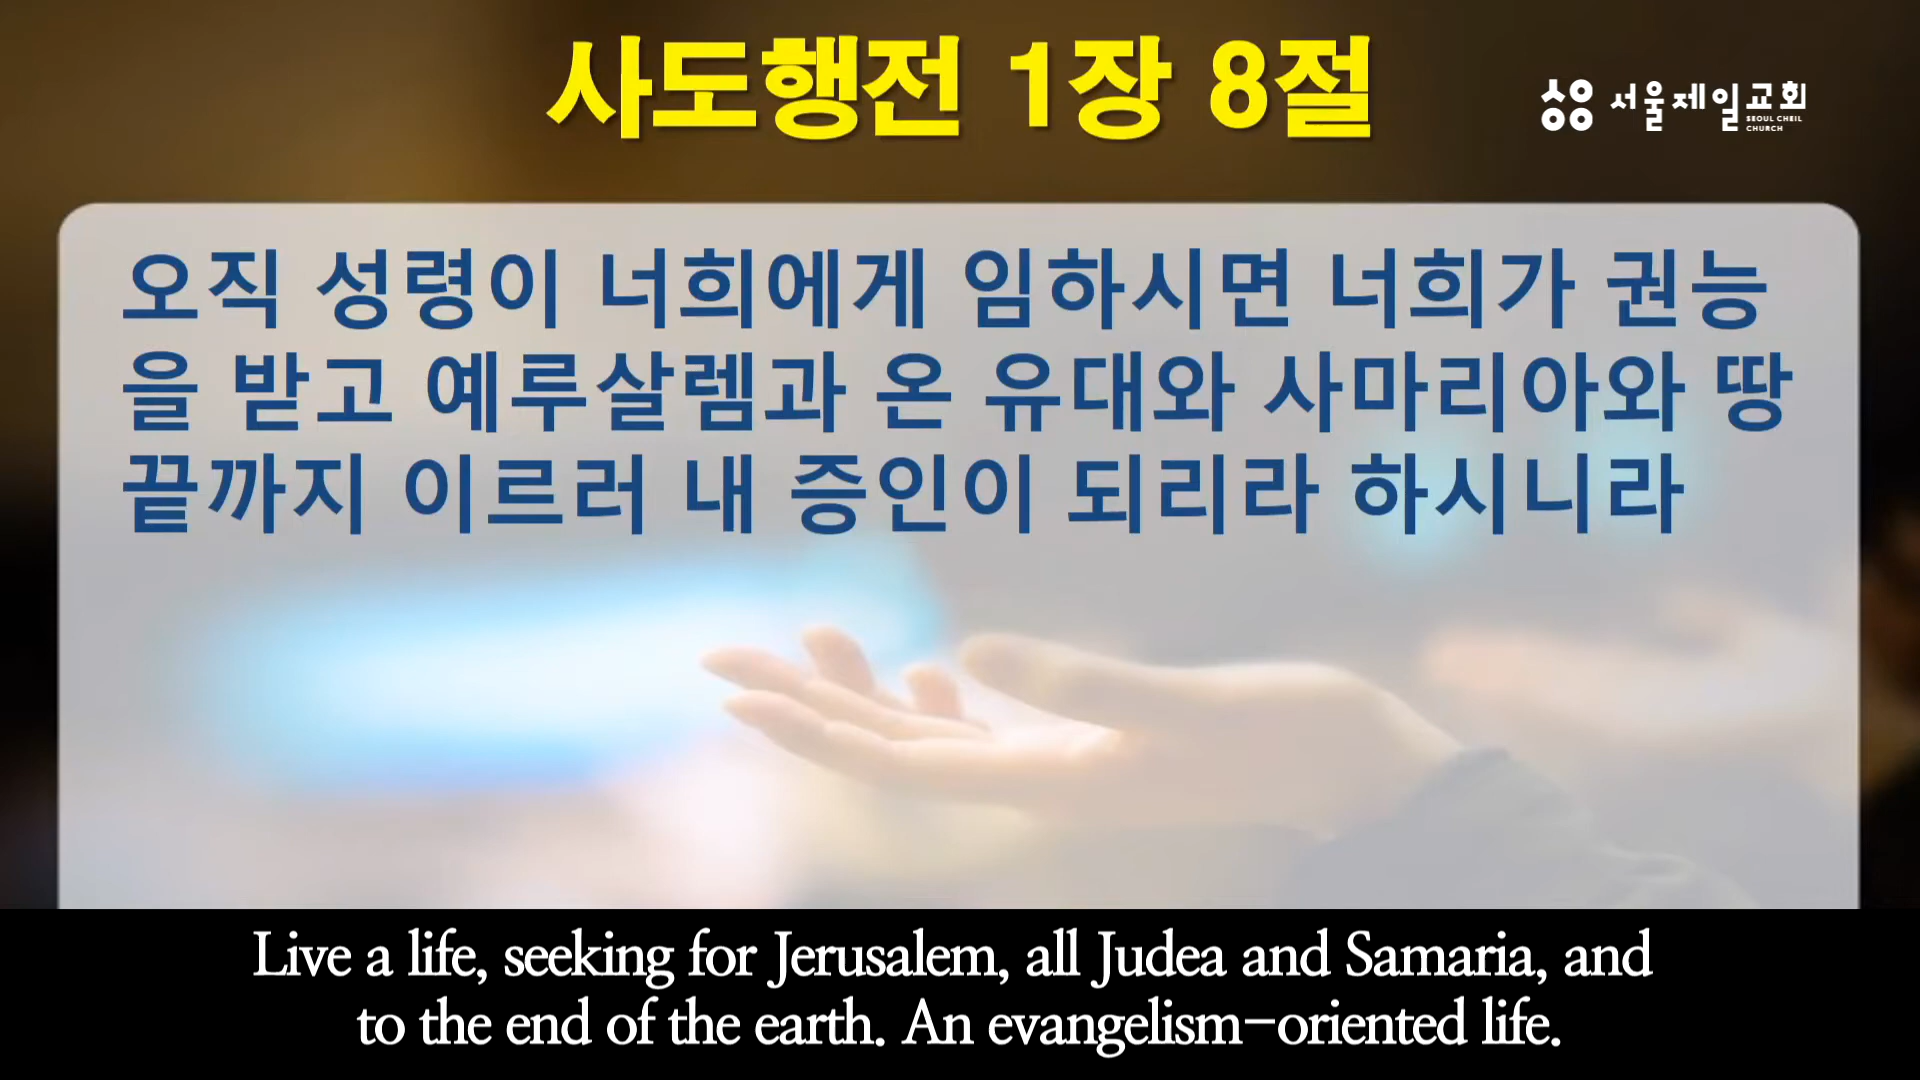 사도행전 1장 8절
서울제일교회
SEOUL CHEIL
CHURCH
오직 성령이 너희에게 임하시면 너희가 권능
을 받고 예루살렘과 온 유대와 사마리아와 땅
끝까지 이르러 내 증인이 되리라 하시니라
Live a life, seeking for Jerusalem, all Judea and Samaria, and
to the end of the earth. An evangelism-oriented life.